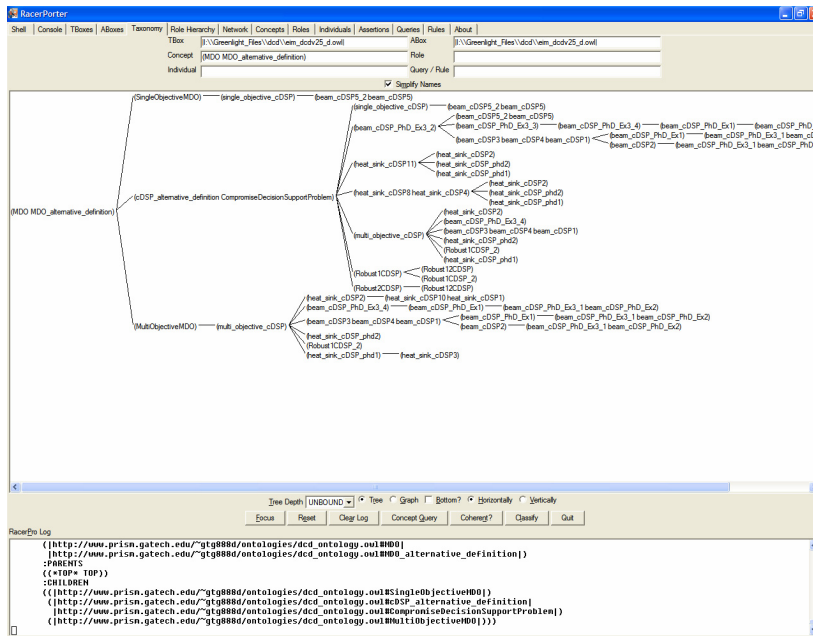 RacerPorter
Shell Console TBoxes ABoxes Taxonomy Role Hierarchy Network Concepts Roles Individuals Assertions Queries Rules About
TBox ABox
Concept (MDO MDO_alternative_definition) Role
Individual Query / Rule
Simplify Names
(SingleObjectiveMDO) (single_objective_cDSP) (beam_cDSP5_2 beam_cDSP5)
(single_objective_cDSP) (beam_cDSP5_2 beam_cDSP5)
(beam_cDSP5_2 beam_cDSP5)
(beam_cDSP_PhD_Ex3_2) (beam_cDSP_PhD_Ex3_3) (beam_cDSP_PhD_Ex3_4) (beam_cDSP_PhD_Ex1) (beam_cDSP_PhD
(beam_cDSP3 beam_cDSP4 beam_cDSP1) (beam_cDSP_PhD_Ex1) (beam_cDSP_PhD_Ex3_1 beam_cD
(beam_cDSP2) (beam_cDSP_PhD_Ex3_1 beam_cDSP_PhD
(heat_sink_cDSP2)
(heat_sink_cDSP11) (heat_sink_cDSP_phd2)
(heat_sink_cDSP_phd1)
(heat_sink_cDSP2)
(MDO MDO_alternative_definition) (cDSP_alternative_definition CompromiseDecisionSupportProblem) (heat_sink_cDSP8 heat_sink_cDSP4) (heat_sink_cDSP_phd2)
(heat_sink_cDSP_phd1)
(heat_sink_cDSP2)
(beam_cDSP_PhD_Ex3_4)
(multi_objective_cDSP) (beam_cDSP3 beam_cDSP4 beam_cDSP1)
(heat_sink_cDSP_phd2)
(Robust1CDSP_2)
(heat_sink_cDSP_phd1)
(Robust1CDSP) (Robust12CDSP)
(Robust1CDSP_2)
(Robust2CDSP) (Robust12CDSP)
(heat_sink_cDSP2) (heat_sink_cDSP10 heat_sink_cDSP1)
(beam_cDSP_PhD_Ex3_4) (beam_cDSP_PhD_Ex1) (beam_cDSP_PhD_Ex3_1 beam_cDSP_PhD_Ex2)
(MultiObjectiveMDO) (multi_objective_cDSP) (beam_cDSP3 beam_cDSP4 beam_cDSP1) (beam_cDSP_PhD_Ex1) (beam_cDSP_PhD_Ex3_1 beam_cDSP_PhD_Ex2)
(beam_cDSP2) (beam_cDSP_PhD_Ex3_1 beam_cDSP_PhD_Ex2)
(heat_sink_cDSP_phd2)
(Robust1CDSP_2)
(heat_sink_cDSP_phd1) (heat_sink_cDSP3)
Tree Depth UNBOUND Tree Graph Bottom? Horizontally Vertically
Focus Reset Clear Log Concept Query Coherent? Classify Quit
RacerPro Log
((|http://www.prism.gatech.edu/~gtg888d/ontologies/dcd_ontology.owl#MDO|
|http://www.prism.gatech.edu/~gtg888d/ontologies/dcd_ontology.owl#MDO_alternative_definition|)
:PARENTS
((*TOP* TOP))
:CHILDREN
((|http://www.prism.gatech.edu/~gtg888d/ontologies/dcd_ontology.owl#SingleObjectiveMDO|)
(|http://www.prism.gatech.edu/~gtg888d/ontologies/dcd_ontology.owl#cDSP_alternative_definition|
|http://www.prism.gatech.edu/~gtg888d/ontologies/dcd_ontology.owl#CompromiseDecisionSupportProblem|)
(|http://www.prism.gatech.edu/~gtg888d/ontologies/dcd_ontology.owl#MultiObjectiveMDO|)))